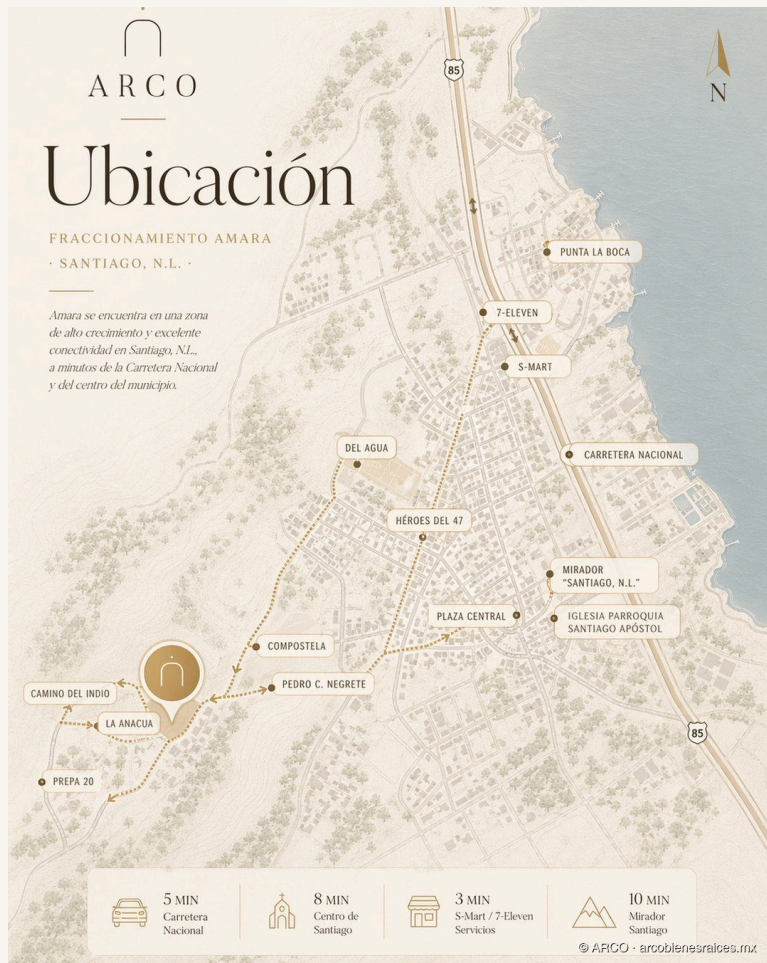 ARCO
Ubicación
FRACCIONAMIENTO AMARA
· SANTIAGO, N.L. ·
Amara se encuentra en una zona
de alto crecimiento y excelente
conectividad en Santiago, N.L.,
a minutos de la Carretera Nacional
y del centro del municipio.
85
N
PUNTA LA BOCA
7-ELEVEN
S-MART
DEL AGUA
CARRETERA NACIONAL
HÉROES DEL 47
MIRADOR
"SANTIAGO, N.L."
PLAZA CENTRAL
IGLESIA PARROQUIA
SANTIAGO APÓSTOL
COMPOSTELA
PEDRO C. NEGRETE
CAMINO DEL INDIO
LA ANACUA
85
PREPA 20
5 MIN
Carretera
Nacional
8 MIN
Centro de
Santiago
3 MIN
S-Mart / 7-Eleven
Servicios
10 MIN
Mirador
Santiago
© ARCO · arcobienesraices.mx